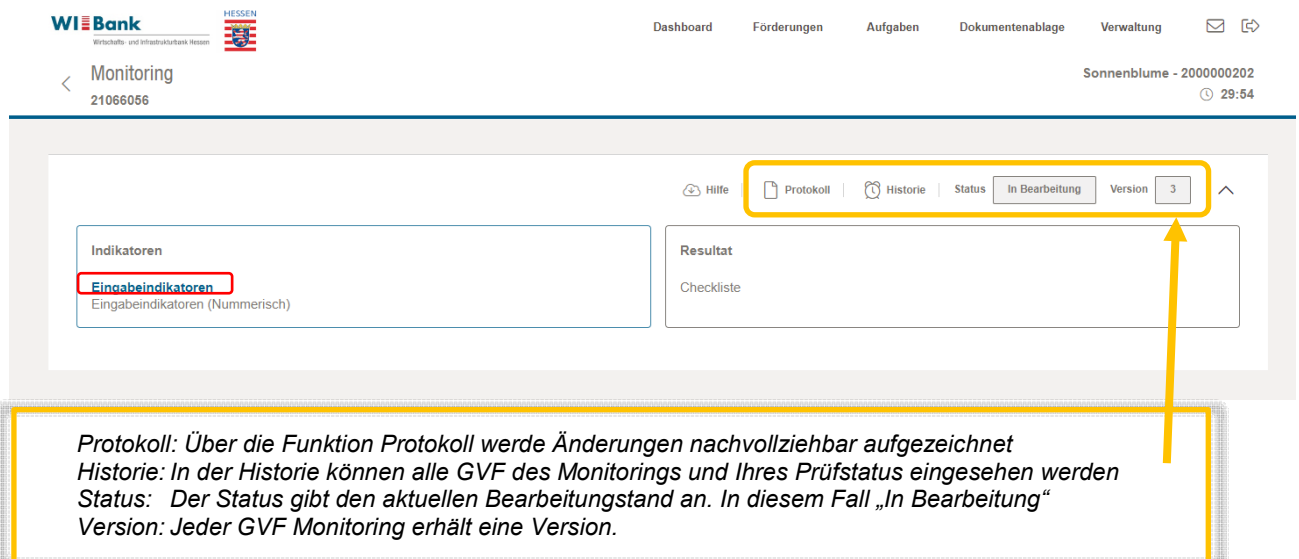 WIBank
Wirtschafts- und Infrastrukturbank Hessen
HESSEN
Dashboard Förderungen Aufgaben Dokumentenablage Verwaltung
Monitoring
21066056
Sonnenblume - 2000000202
29:54
Hilfe Protokoll Historie Status In Bearbeitung Version 3
Indikatoren
Eingabeindikatoren
Eingabeindikatoren (Nummerisch)
Resultat
Checkliste
Protokoll: Über die Funktion Protokoll werde Änderungen nachvollziehbar aufgezeichnet
Historie: In der Historie können alle GVF des Monitorings und Ihres Prüfstatus eingesehen werden
Status: Der Status gibt den aktuellen Bearbeitungstand an. In diesem Fall „In Bearbeitung“
Version: Jeder GVF Monitoring erhält eine Version.